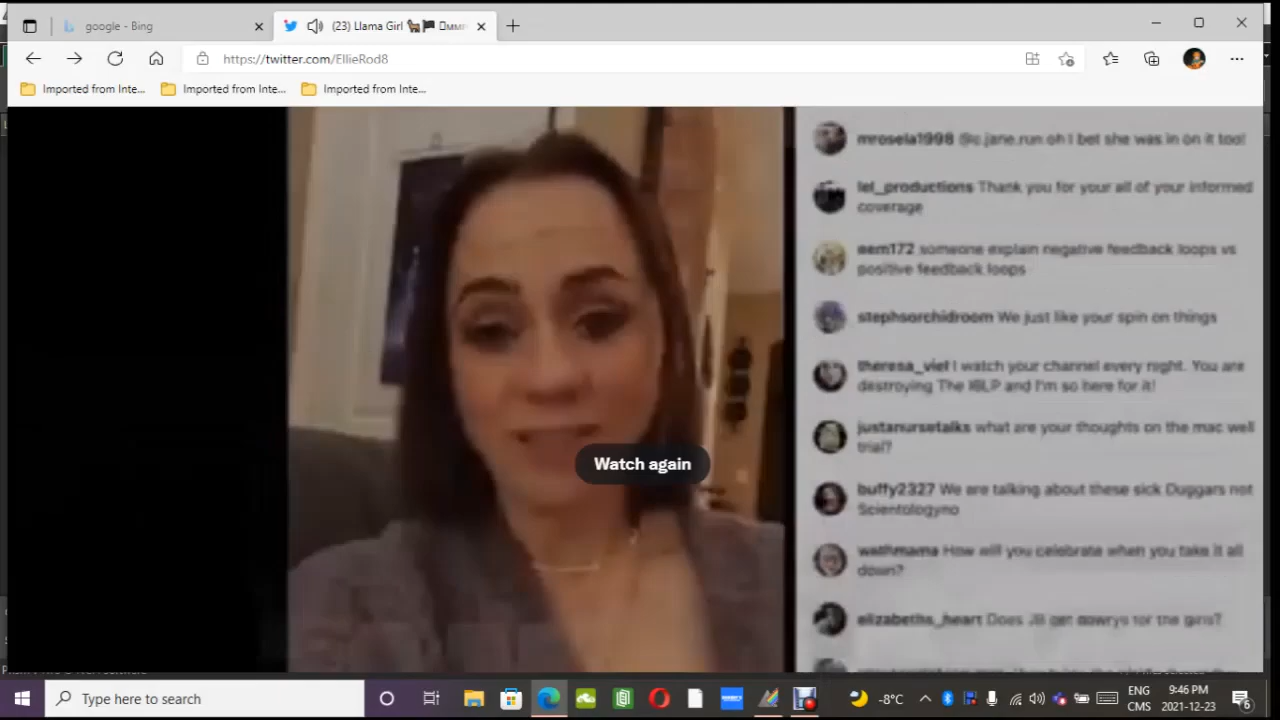 google - Bing
(23) Llama Girl
https://twitter.com/EllieRod8
Imported from Inte...
Imported from Inte...
Imported from Inte...
mrosela1998 @c.jane.run oh I bet she was in on it too!
lel_productions Thank you for your all of your informed
coverage
eem172 someone explain negative feedback loops vs
positive feedback loops
stephsorchidroom We just like your spin on things
theresa_viel I watch your channel every night. You are
destroying The IBLP and I'm so here for it!
justanursetalks what are your thoughts on the mac well
trial?
buffy2327 We are talking about these sick Duggars not
Scientologyno
wathmama How will you celebrate when you take it all
down?
elizabeths_heart Does JB get dowrys for the girls?
Watch again
Type here to search
-8°C
ENG
CMS
9:46 PM
2021-12-23
6